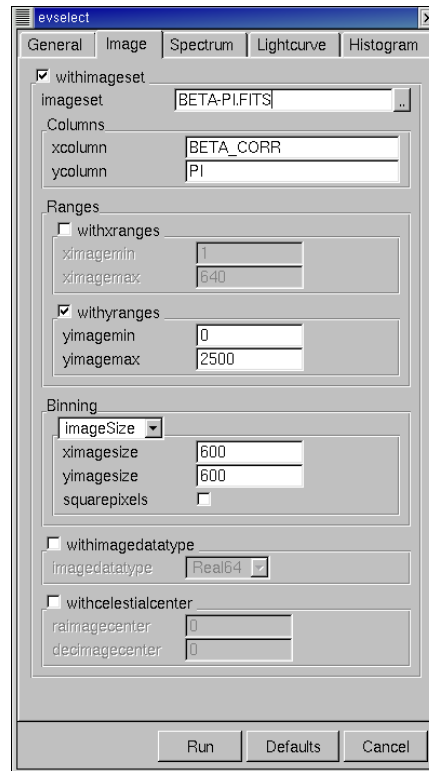 evselect
General Image Spectrum Lightcurve Histogram
withimageset
imageset BETA-PI.FITS ..
Columns
xcolumn BETA_CORR
ycolumn PI
Ranges
withxranges
ximagemin 1
ximagemax 640
withyranges
yimagemin 0
yimagemax 2500
Binning
imageSize
ximagesize 600
yimagesize 600
squarepixels
withimagedatatype
imagedatatype Real64
withcelestialcenter
raimagecenter 0
decimagecenter 0
Run Defaults Cancel